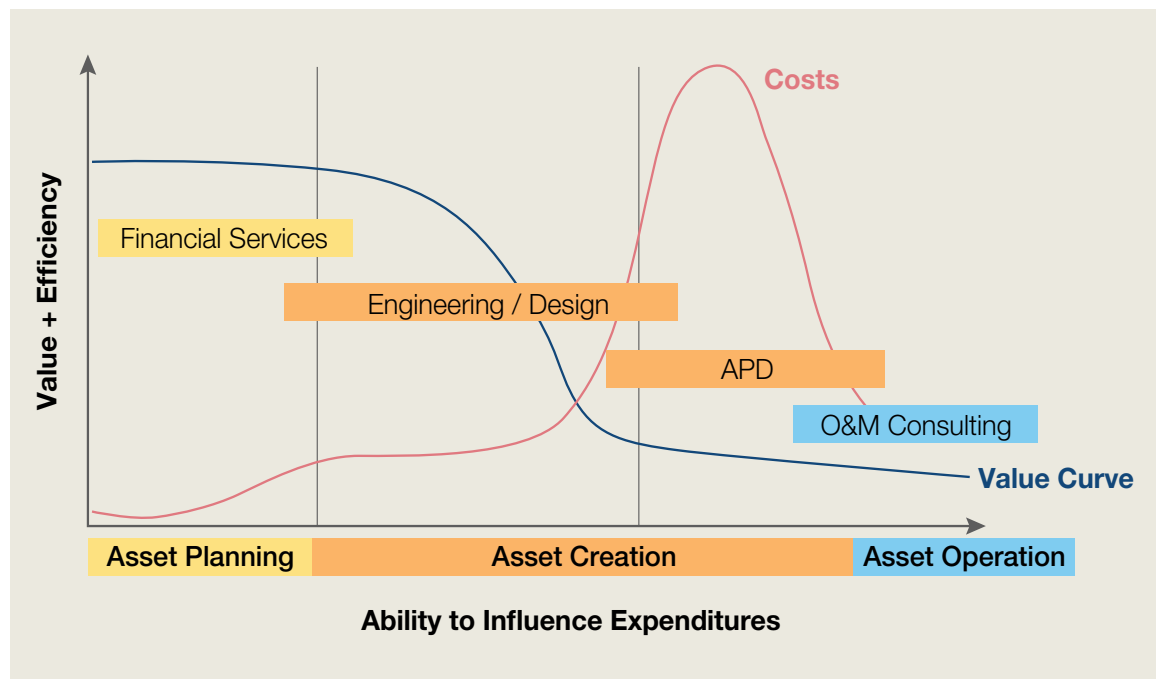 Costs
Value + Efficiency
Financial Services
Engineering / Design
APD
O&M Consulting
Value Curve
Asset Planning
Asset Creation
Asset Operation
Ability to Influence Expenditures